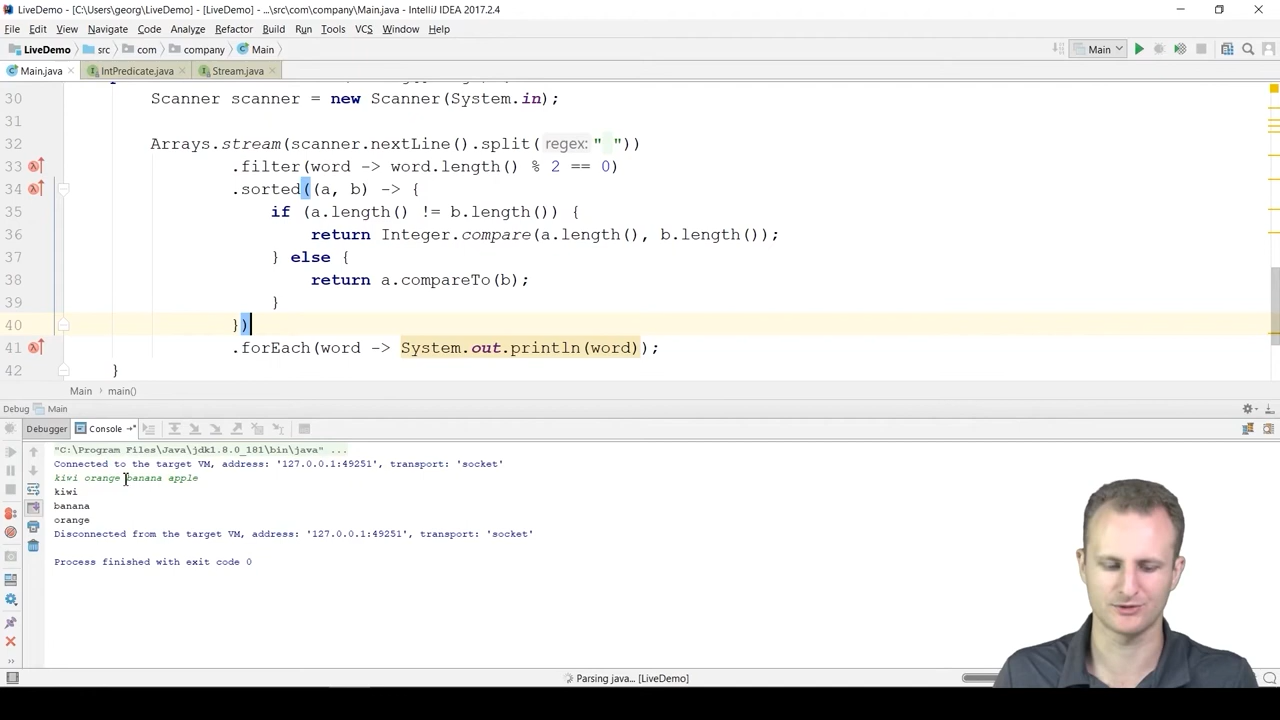 LiveDemo - [C:\Users\georg\LiveDemo] - [LiveDemo] - ...\src\com\company\Main.java - IntelliJ IDEA 2017.2.4
File Edit View Navigate Code Analyze Refactor Build Run Tools VCS Window Help
LiveDemo src com company Main Main
Main.java IntPredicate.java Stream.java
30 Scanner scanner = new Scanner(System.in);
31
32 Arrays.stream(scanner.nextLine().split(regex: " "))
33 .filter(word -> word.length() % 2 == 0)
34 .sorted((a, b) -> {
35 if (a.length() != b.length()) {
36 return Integer.compare(a.length(), b.length());
37 } else {
38 return a.compareTo(b);
39 }
40 })
41 .forEach(word -> System.out.println(word));
42 }
Main main()
Debug Main
Debugger Console
"C:\Program Files\Java\jdk1.8.0_181\bin\java" ...
Connected to the target VM, address: '127.0.0.1:49251', transport: 'socket'
kiwi orange banana apple
kiwi
banana
orange
Disconnected from the target VM, address: '127.0.0.1:49251', transport: 'socket'
Process finished with exit code 0
Parsing java... [LiveDemo]